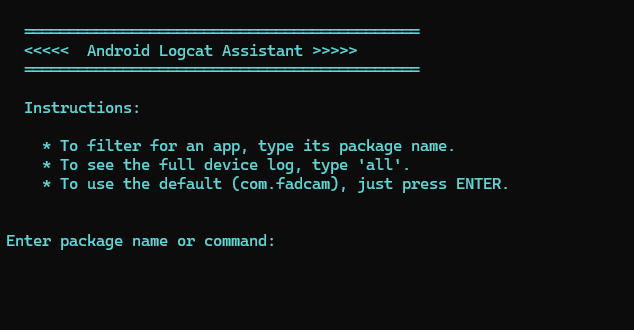 ============================================
<<<<<  Android Logcat Assistant >>>>>
============================================
Instructions:
* To filter for an app, type its package name.
* To see the full device log, type 'all'.
* To use the default (com.fadcam), just press ENTER.
Enter package name or command: